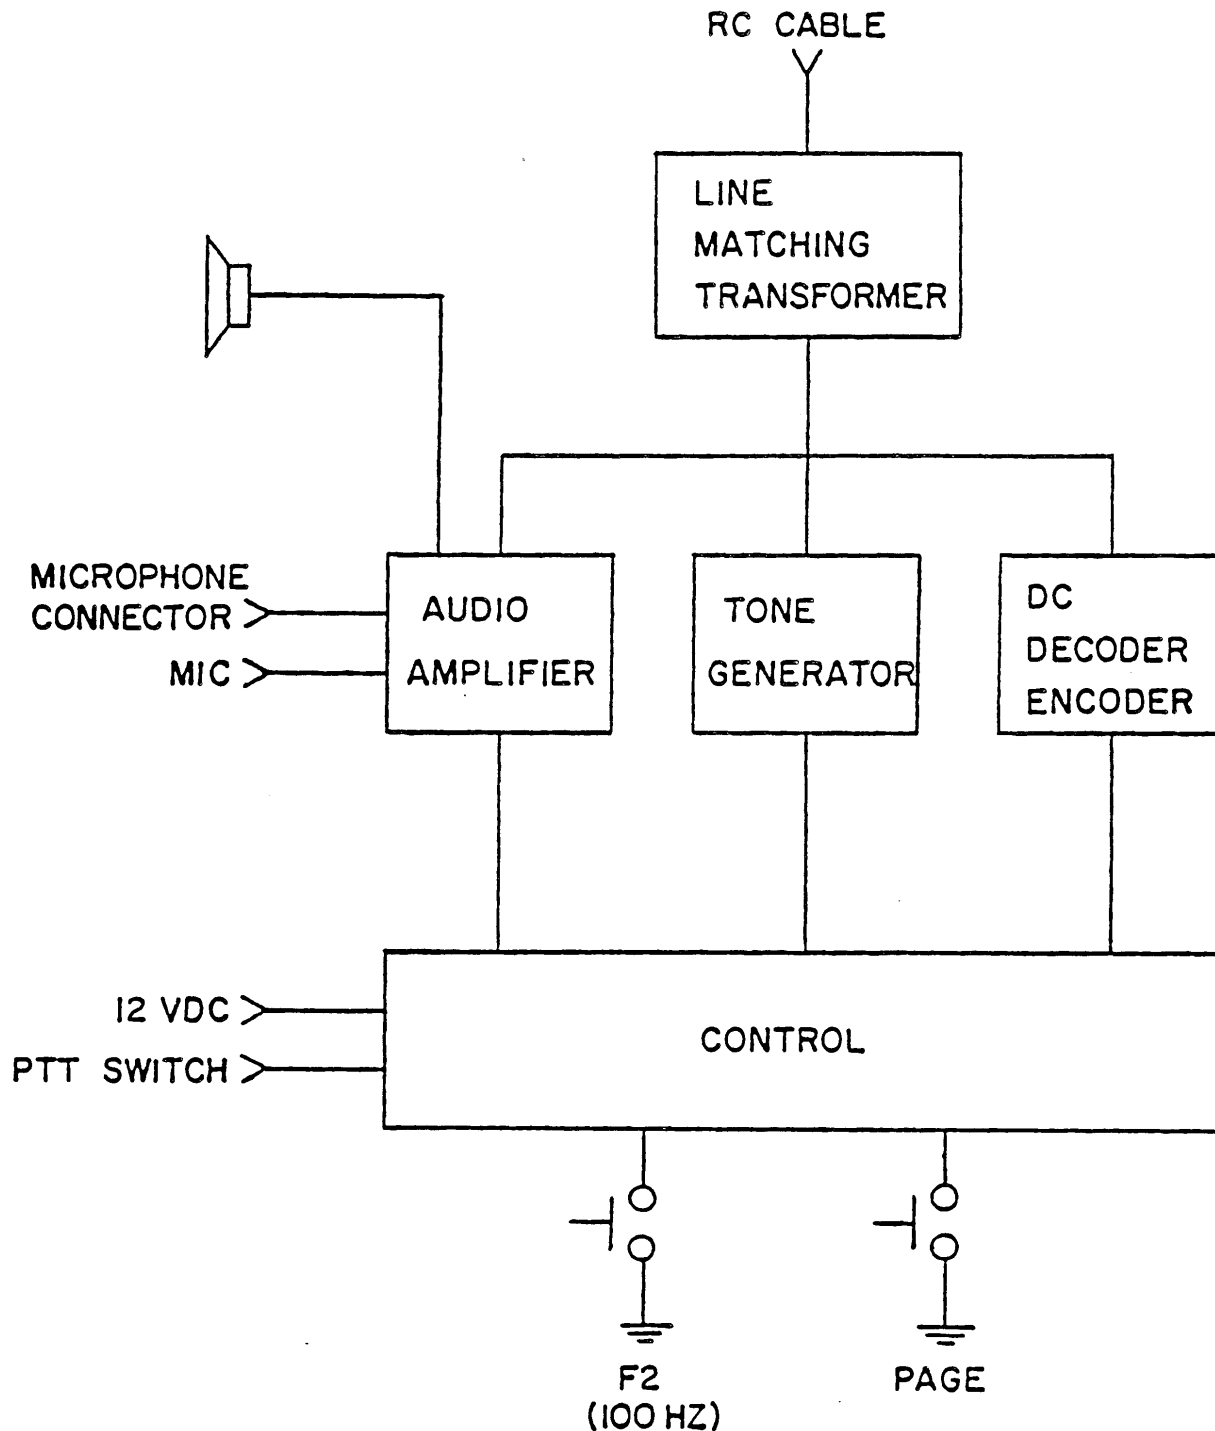 RC CABLE
LINE
MATCHING
TRANSFORMER
MICROPHONE
CONNECTOR
MIC
AUDIO
AMPLIFIER
TONE
GENERATOR
DC
DECODER
ENCODER
12 VDC
PTT SWITCH
CONTROL
F2
(100 HZ)
PAGE